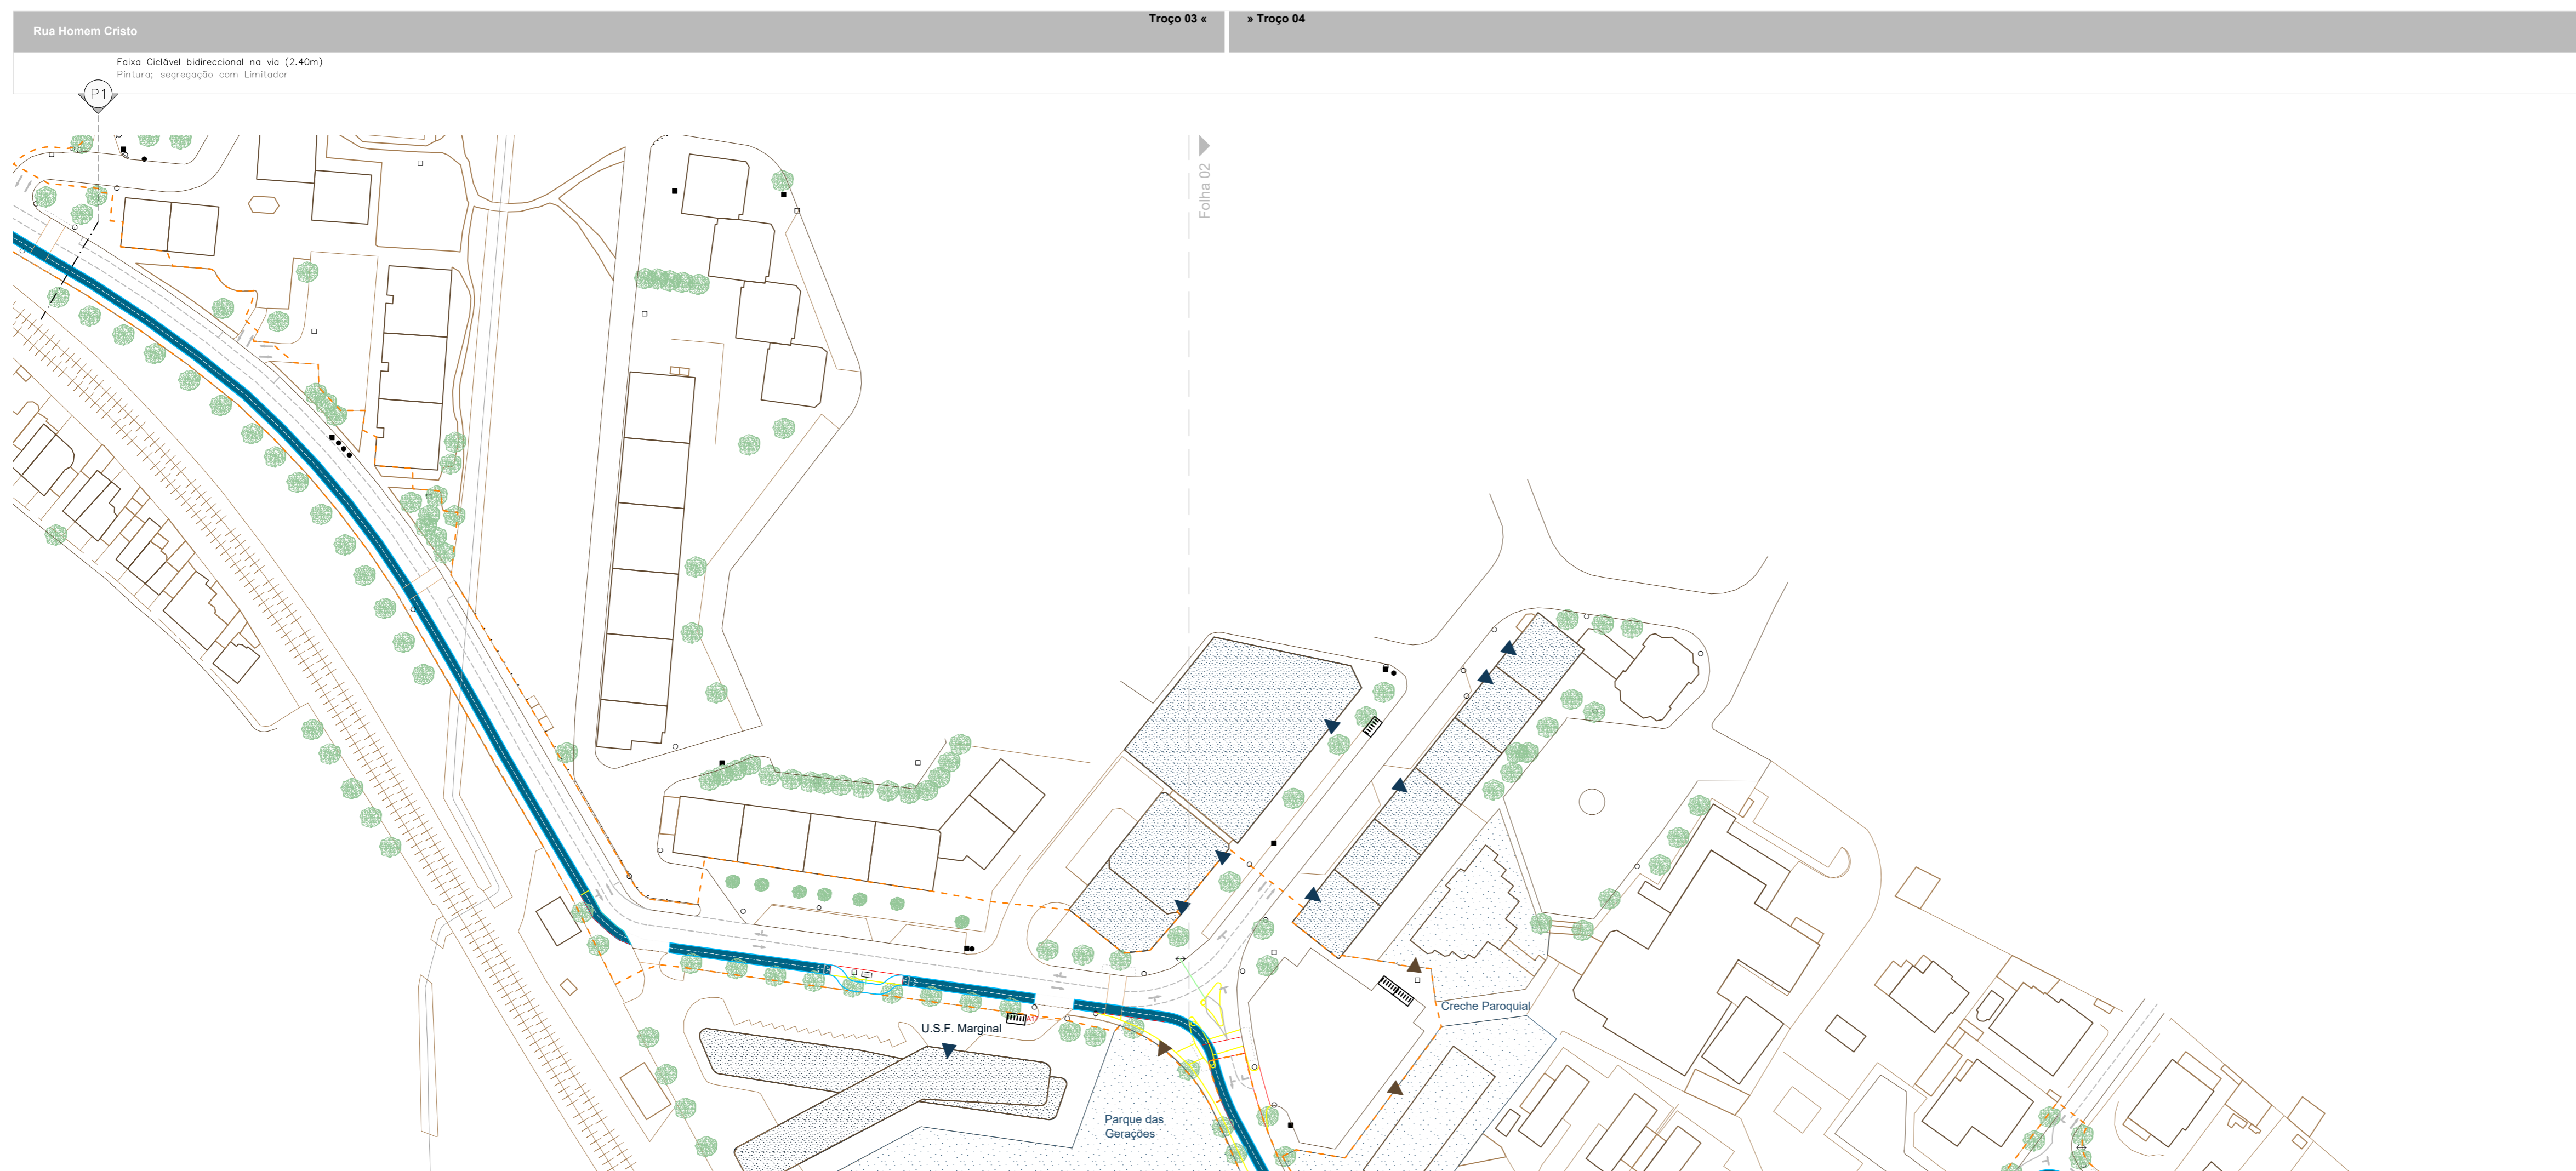 Troço 03 «
» Troço 04
Rua Homem Cristo
Faixa Ciclável bidireccional na via (2.40m)
Pintura; segregação com Limitador
P1
Folha 02
Creche Paroquial
U.S.F. Marginal
Parque das
Gerações